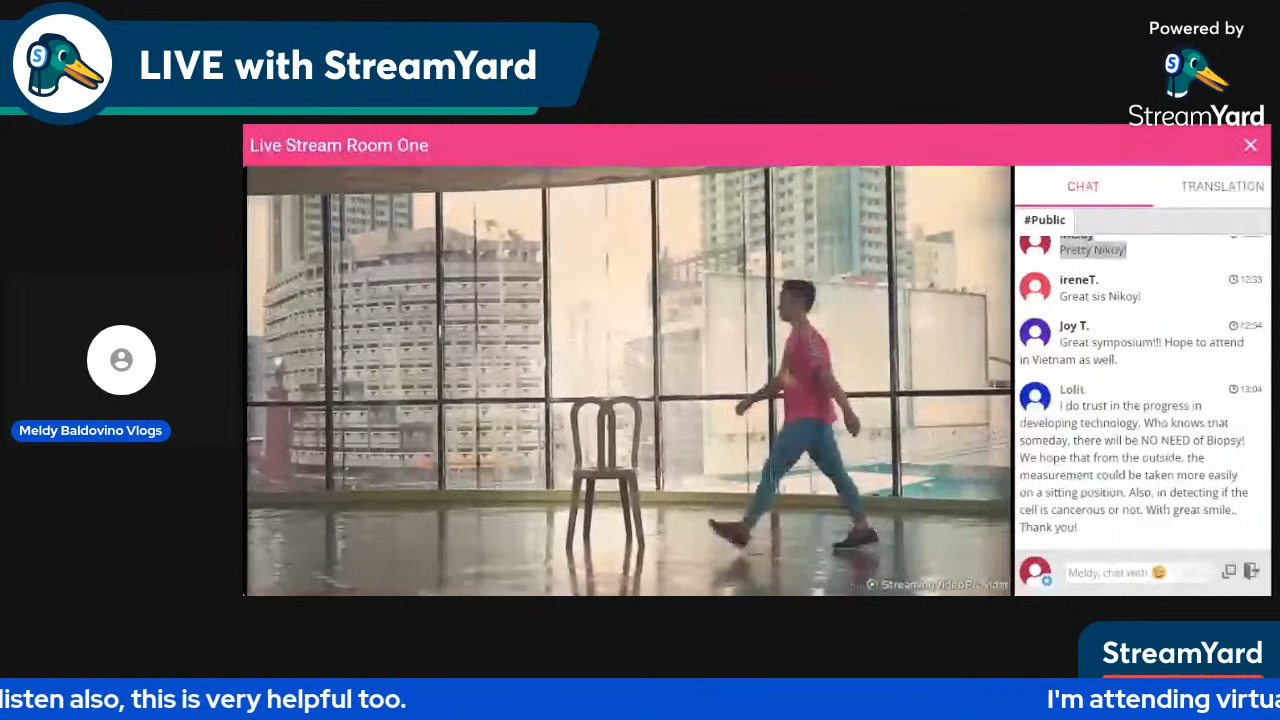 LIVE with StreamYard
Powered by
StreamYard
Live Stream Room One
CHAT
TRANSLATION
#Public
Meldy
Pretty Nikoy!
ireneT.
12:33
Great sis Nikoy!
Joy T.
12:54
Great symposium!!! Hope to attend
in Vietnam as well.
Lolit
13:04
I do trust in the progress in
developing technology. Who knows that
someday, there will be NO NEED of Biopsy!
We hope that from the outside, the
measurement could be taken more easily
on a sitting position. Also, in detecting if the
cell is cancerous or not. With great smile..
Thank you!
Meldy, chat with
StreamingVideoProvider
Meldy Baldovino Vlogs
StreamYard
listen also, this is very helpful too.
I'm attending virtua